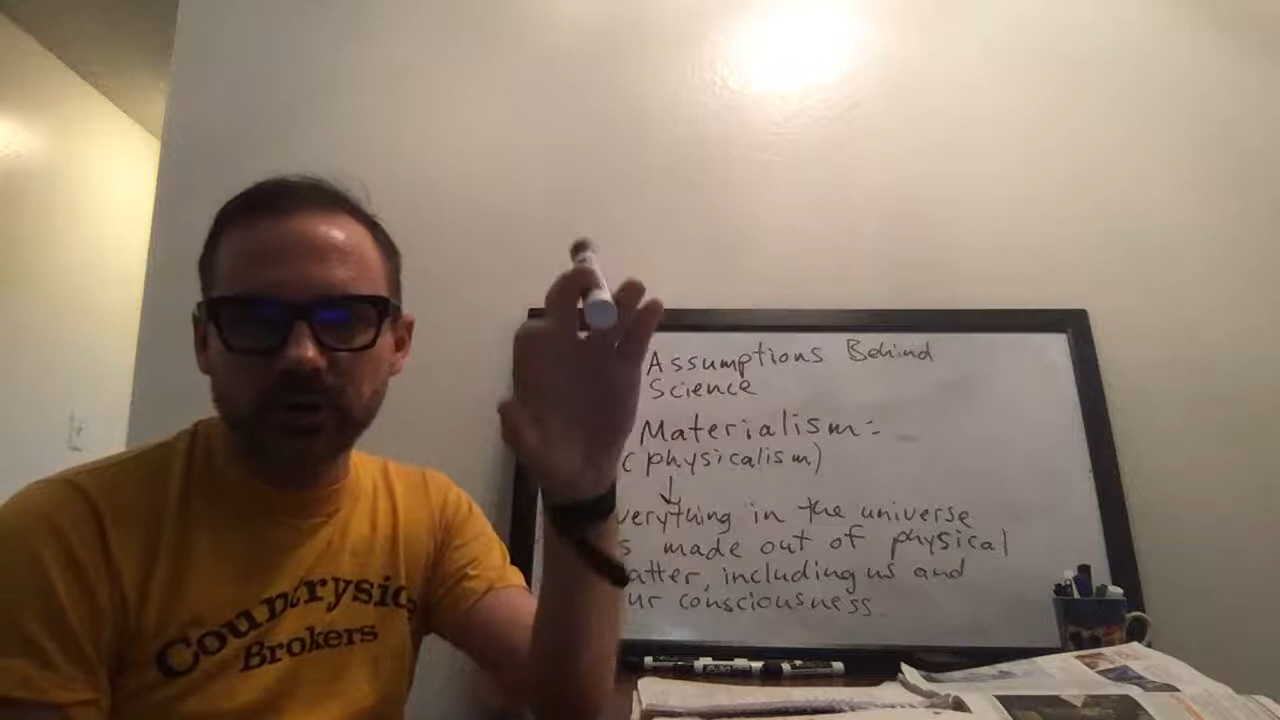 Assumptions Behind
Science
Materialism:
(physicalism)
verything in the universe
s made out of physical
atter, including us and
ur consciousness.
Countryside
Brokers